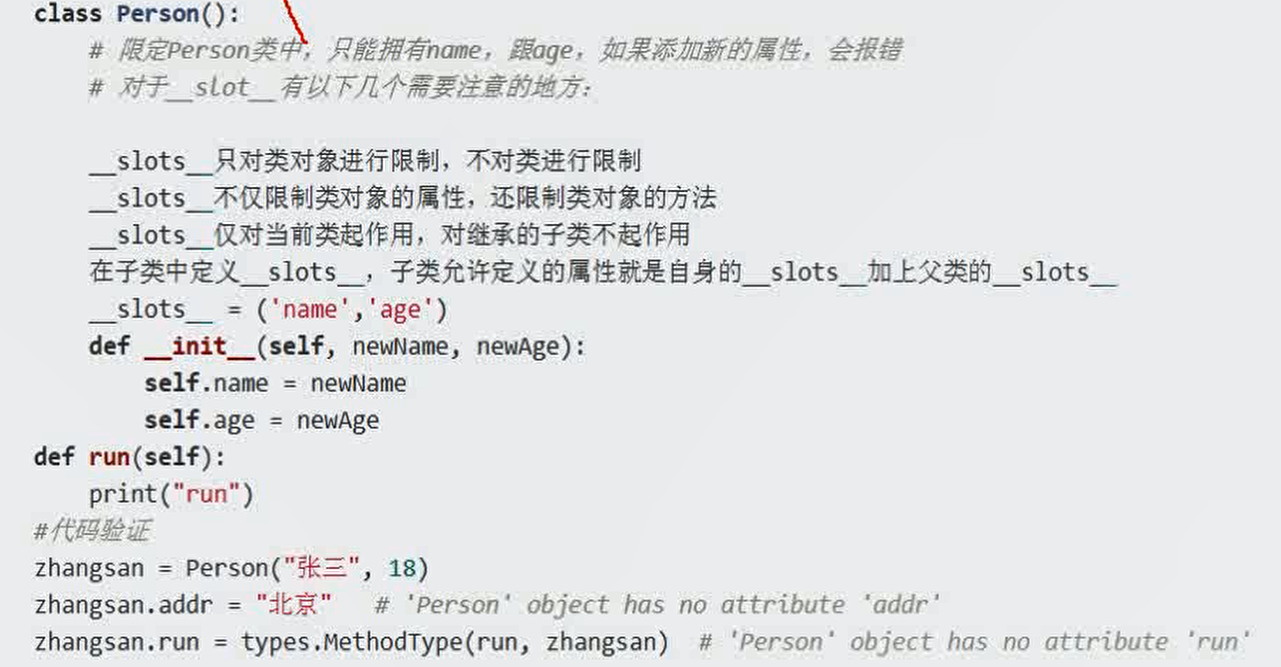 class Person():
    # 限定Person类中，只能拥有name，跟age，如果添加新的属性，会报错
    # 对于__slot__有以下几个需要注意的地方：
    __slots__只对类对象进行限制，不对类进行限制
    __slots__不仅限制类对象的属性，还限制类对象的方法
    __slots__仅对当前类起作用，对继承的子类不起作用
    在子类中定义__slots__，子类允许定义的属性就是自身的__slots__加上父类的__slots__
    __slots__ = ('name','age')
    def __init__(self, newName, newAge):
        self.name = newName
        self.age = newAge
def run(self):
    print("run")
#代码验证
zhangsan = Person("张三", 18)
zhangsan.addr = "北京"   # 'Person' object has no attribute 'addr'
zhangsan.run = types.MethodType(run, zhangsan)  # 'Person' object has no attribute 'run'